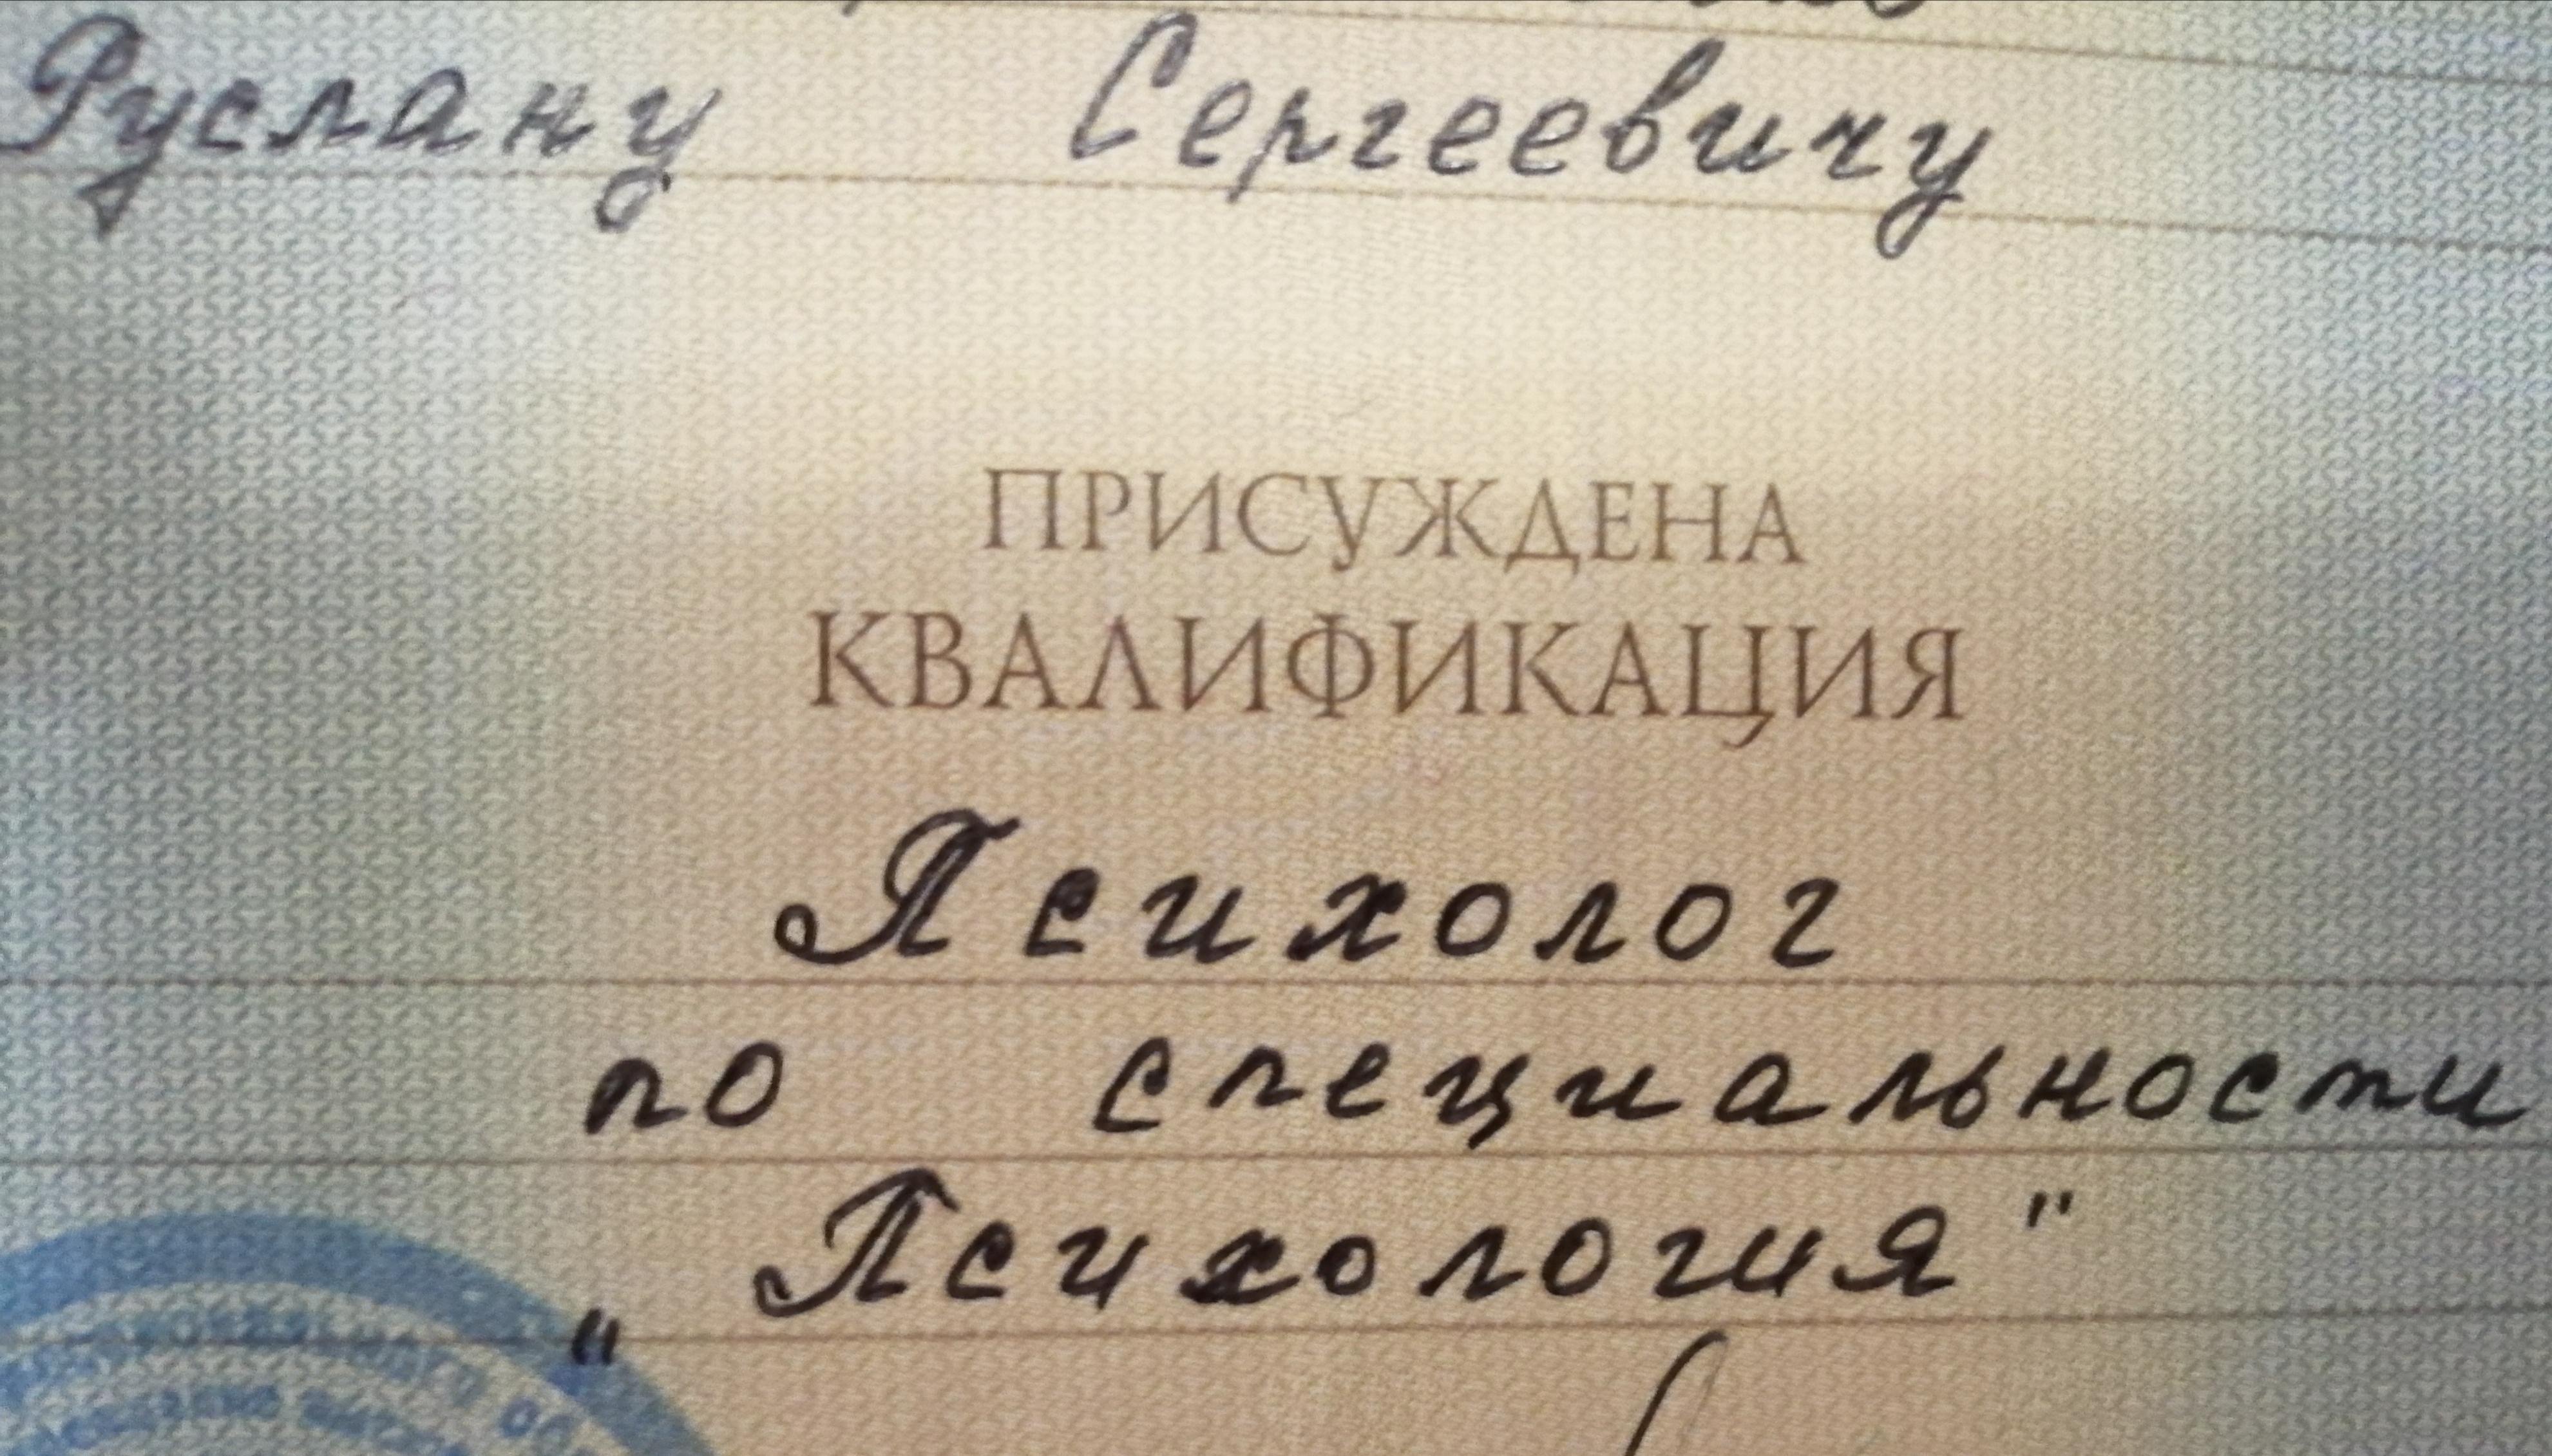 Руслану Сергеевичу
ПРИСУЖДЕНА
КВАЛИФИКАЦИЯ
Психолог
по специальности
„Психология"